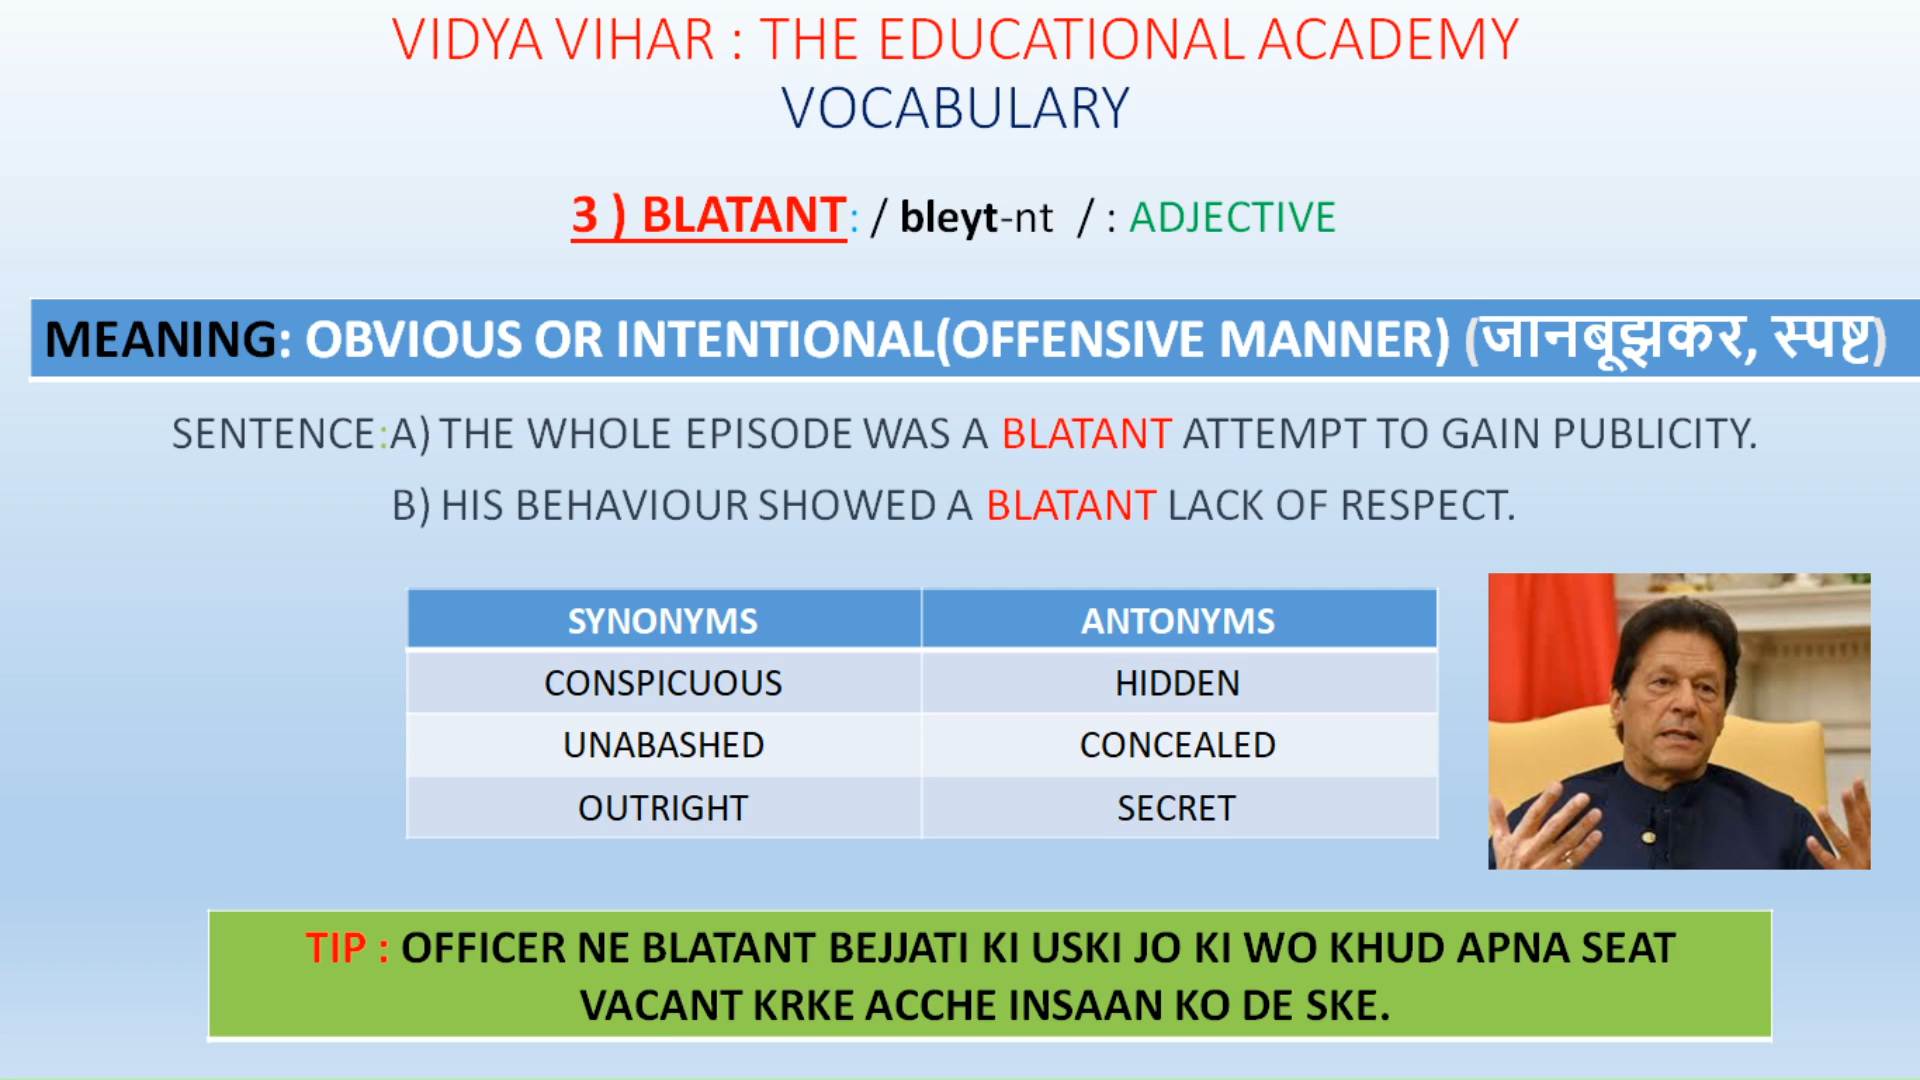 VIDYA VIHAR : THE EDUCATIONAL ACADEMY
VOCABULARY
3 ) BLATANT: / bleyt-nt / : ADJECTIVE
MEANING: OBVIOUS OR INTENTIONAL(OFFENSIVE MANNER) (जानबूझकर, स्पष्ट)
SENTENCE:A) THE WHOLE EPISODE WAS A BLATANT ATTEMPT TO GAIN PUBLICITY.
B) HIS BEHAVIOUR SHOWED A BLATANT LACK OF RESPECT.
SYNONYMS ANTONYMS
CONSPICUOUS HIDDEN
UNABASHED CONCEALED
OUTRIGHT SECRET
TIP : OFFICER NE BLATANT BEJJATI KI USKI JO KI WO KHUD APNA SEAT
VACANT KRKE ACCHE INSAAN KO DE SKE.